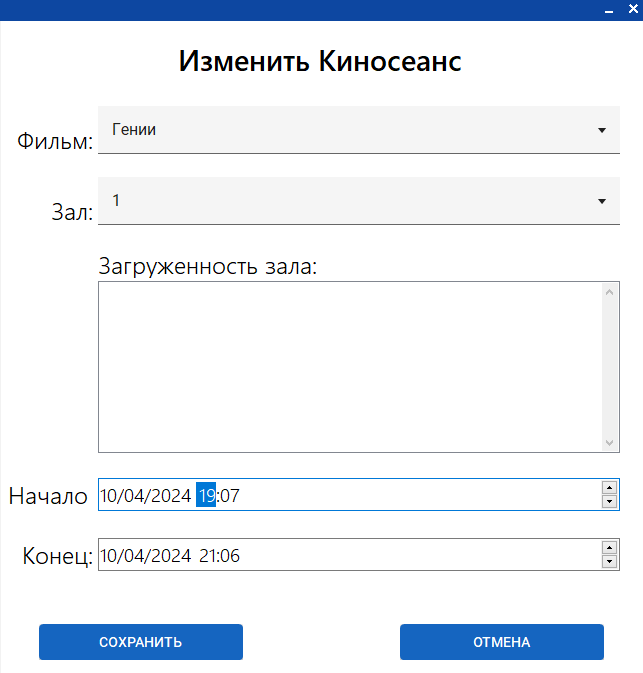 Изменить Киносеанс
Фильм: Гении
Зал: 1
Загруженность зала:
Начало 10/04/2024 19:07
Конец: 10/04/2024 21:06
СОХРАНИТЬ ОТМЕНА